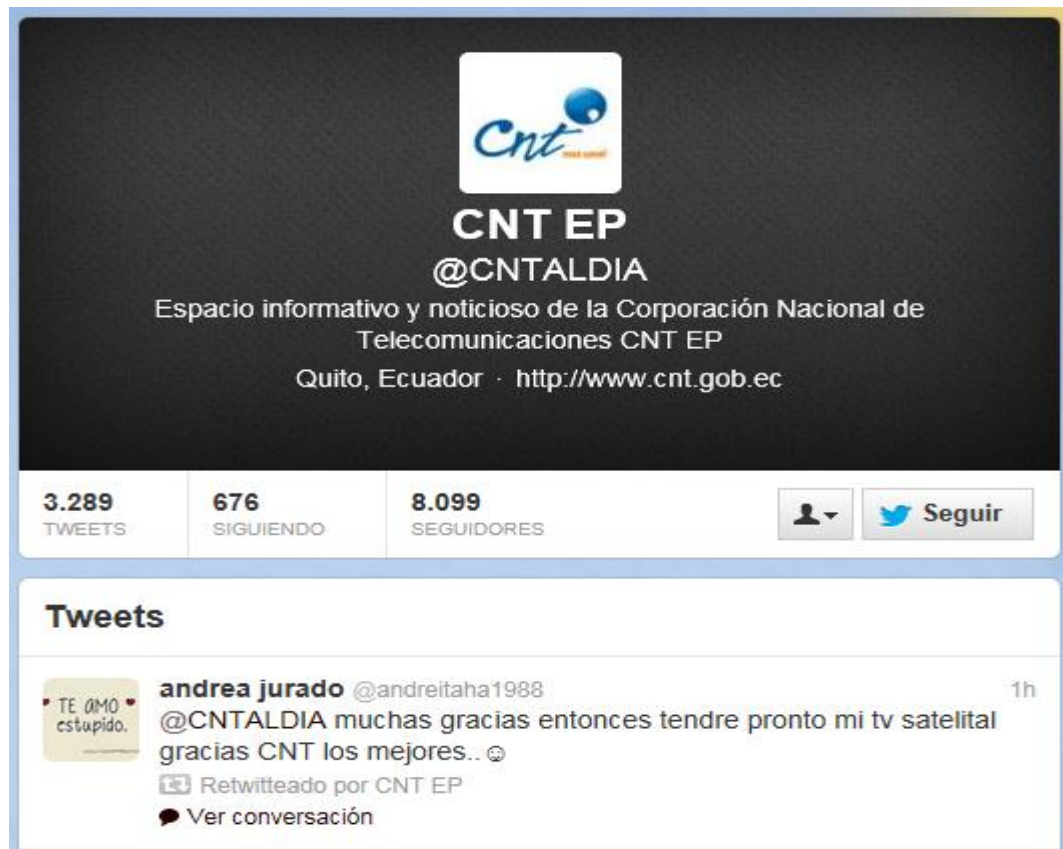 Cnt
CNT EP
@CNTALDIA
Espacio informativo y noticioso de la Corporación Nacional de
Telecomunicaciones CNT EP
Quito, Ecuador · http://www.cnt.gob.ec
3.289
TWEETS
676
SIGUIENDO
8.099
SEGUIDORES
Seguir
Tweets
TE AMO
estupido.
andrea jurado @andreitaha1988 1h
@CNTALDIA muchas gracias entonces tendre pronto mi tv satelital
gracias CNT los mejores.. ☺
Retwitteado por CNT EP
Ver conversación